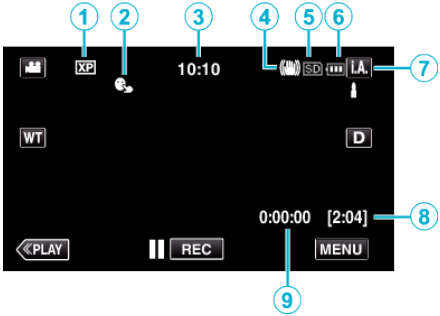 1 2 3 4 5 6
XP 10:10 SD i.A. 7
WT D
0:00:00 [2:04] 8
≪PLAY REC MENU
9